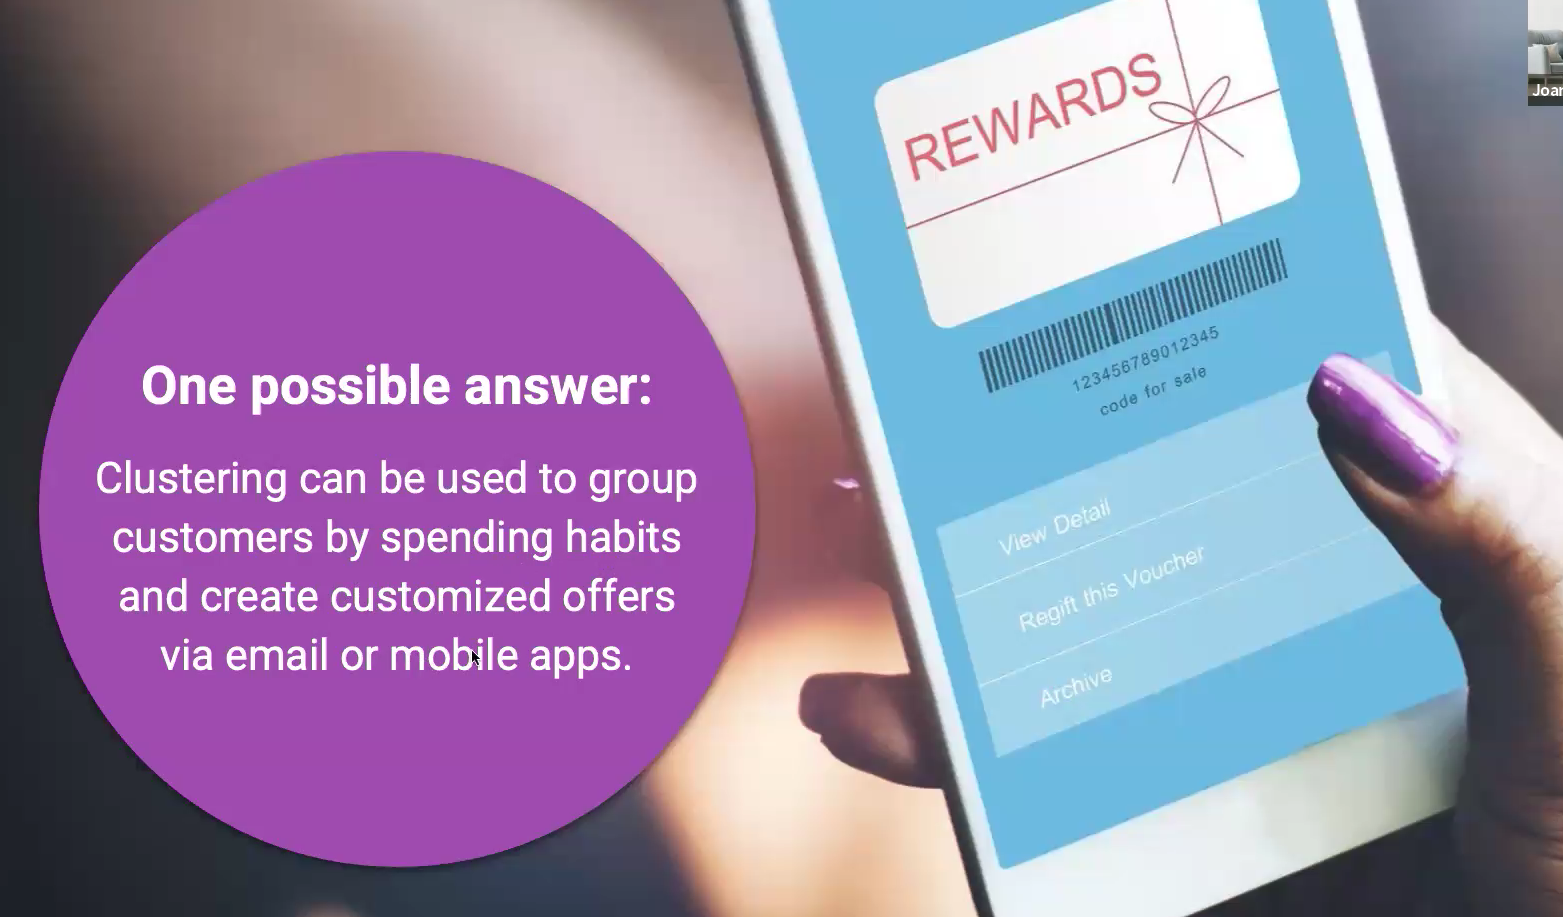 One possible answer:
Clustering can be used to group
customers by spending habits
and create customized offers
via email or mobile apps.
REWARDS
123456789012345
code for sale
View Detail
Regift this Voucher
Archive